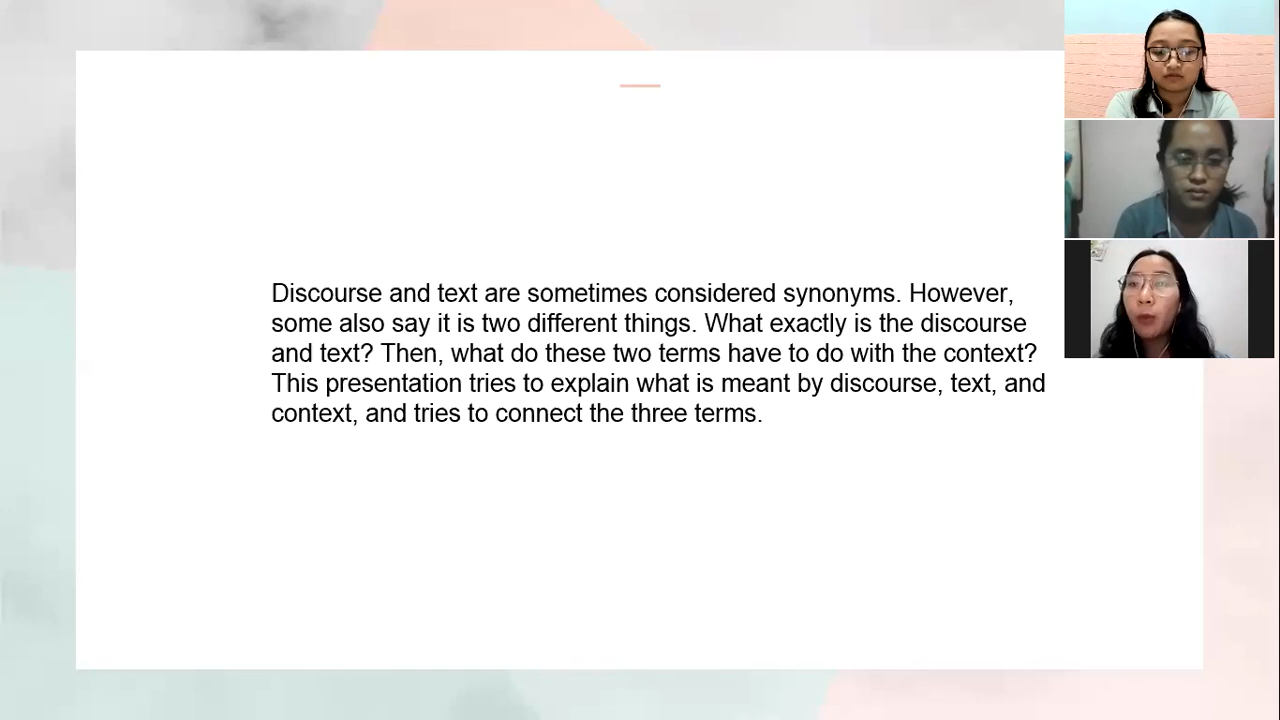 Discourse and text are sometimes considered synonyms. However,
some also say it is two different things. What exactly is the discourse
and text? Then, what do these two terms have to do with the context?
This presentation tries to explain what is meant by discourse, text, and
context, and tries to connect the three terms.